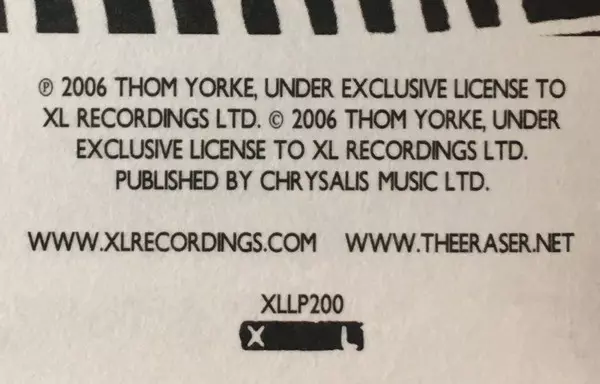 ℗ 2006 THOM YORKE, UNDER EXCLUSIVE LICENSE TO
XL RECORDINGS LTD. © 2006 THOM YORKE, UNDER
EXCLUSIVE LICENSE TO XL RECORDINGS LTD.
PUBLISHED BY CHRYSALIS MUSIC LTD.
WWW.XLRECORDINGS.COM WWW.THEERASER.NET
XLLP200
X L